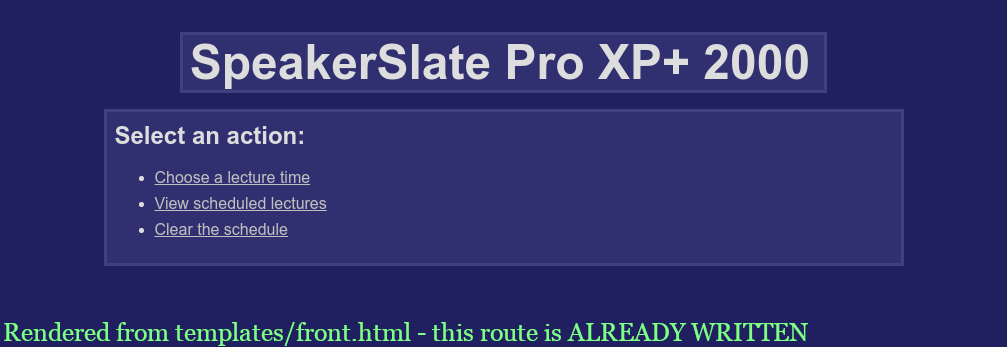 SpeakerSlate Pro XP+ 2000
Select an action:
Choose a lecture time
View scheduled lectures
Clear the schedule
Rendered from templates/front.html - this route is ALREADY WRITTEN